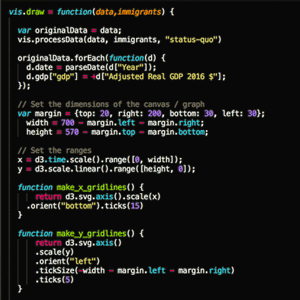 vis.draw = function(data,immigrants) {
var originalData = data;
vis.processData(data, immigrants, "status-quo")
originalData.forEach(function(d) {
d.date = parseDate(d["Year"]);
d.gdp["gdp"] = +d["Adjusted Real GDP 2016 $"];
});
// Set the dimensions of the canvas / graph
var margin = {top: 20, right: 200, bottom: 30, left: 30};
width = 700 - margin.left - margin.right;
height = 570 - margin.top - margin.bottom;
// Set the ranges
x = d3.time.scale().range([0, width]);
y = d3.scale.linear().range([height, 0]);
function make_x_gridlines() {
return d3.svg.axis().scale(x)
.orient("bottom").ticks(15)
}
function make_y_gridlines() {
return d3.svg.axis()
.scale(y)
.orient("left")
.tickSize(-width - margin.left - margin.right)
.ticks(5)
}